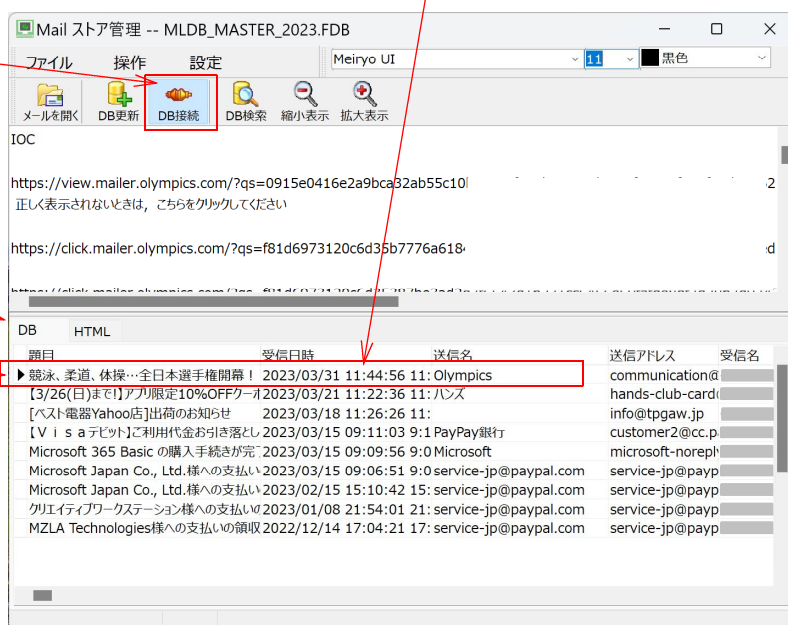 Mail ストア管理 -- MLDB_MASTER_2023.FDB
ファイル 操作 設定 Meiryo UI 11 黒色
メールを開く DB更新 DB接続 DB検索 縮小表示 拡大表示
IOC
https://view.mailer.olympics.com/?qs=0915e0416e2a9bca32ab55c10 2
正しく表示されないときは，こちらをクリックしてください
https://click.mailer.olympics.com/?qs=f81d6973120c6d35b7776a618 d
DB HTML
題目 受信日時 送信名 送信アドレス 受信名
競泳、柔道、体操…全日本選手権開幕！ 2023/03/31 11:44:56 11: Olympics communication@
【3/26(日)まで!】アプリ限定10%OFFクーポ 2023/03/21 11:22:36 11: ハンズ hands-club-card
[ベスト電器Yahoo店]出荷のお知らせ 2023/03/18 11:26:26 11: info@tpgaw.jp
【Ｖｉｓａデビット】ご利用代金お引き落とし 2023/03/15 09:11:03 9:1 PayPay銀行 customer2@cc.p
Microsoft 365 Basic の購入手続きが完了 2023/03/15 09:09:56 9:0 Microsoft microsoft-noreply
Microsoft Japan Co., Ltd.様への支払い 2023/03/15 09:06:51 9:0 service-jp@paypal.com service-jp@payp
Microsoft Japan Co., Ltd.様への支払い 2023/02/15 15:10:42 15: service-jp@paypal.com service-jp@payp
クリエイティブワークステーション様への支払いの 2023/01/08 21:54:01 21: service-jp@paypal.com service-jp@payp
MZLA Technologies様への支払いの領収 2022/12/14 17:04:21 17: service-jp@paypal.com service-jp@payp